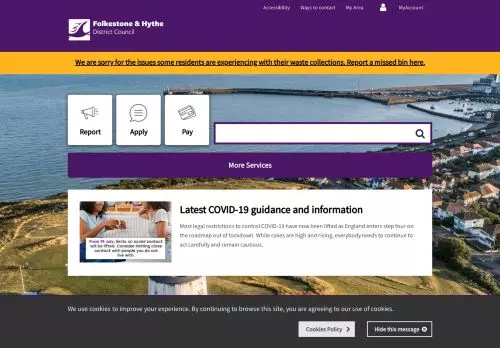 Accessibility Ways to contact My Area MyAccount
Folkestone & Hythe
District Council
We are sorry for the issues some residents are experiencing with their waste collections. Report a missed bin here.
Report Apply Pay
More Services
Latest COVID-19 guidance and information
Most legal restrictions to control COVID-19 have now been lifted as England enters step four on
the roadmap out of lockdown. While cases are high and rising, everybody needs to continue to
act carefully and remain cautious.
From 19 July, limits on social contact
will be lifted. Consider limiting close
contact with people you do not
live with.
We use cookies to improve your experience. By continuing to browse this site, you are agreeing to our use of cookies.
Cookies Policy Hide this message